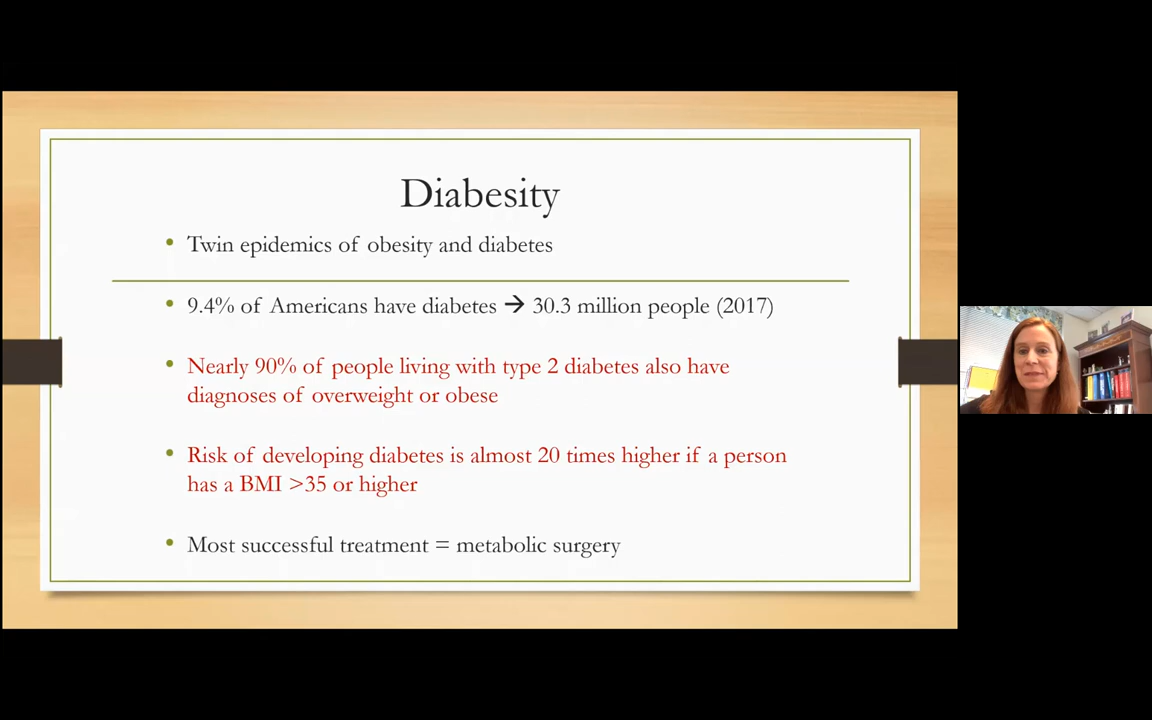 Diabesity
• Twin epidemics of obesity and diabetes
• 9.4% of Americans have diabetes → 30.3 million people (2017)
• Nearly 90% of people living with type 2 diabetes also have
diagnoses of overweight or obese
• Risk of developing diabetes is almost 20 times higher if a person
has a BMI >35 or higher
• Most successful treatment = metabolic surgery